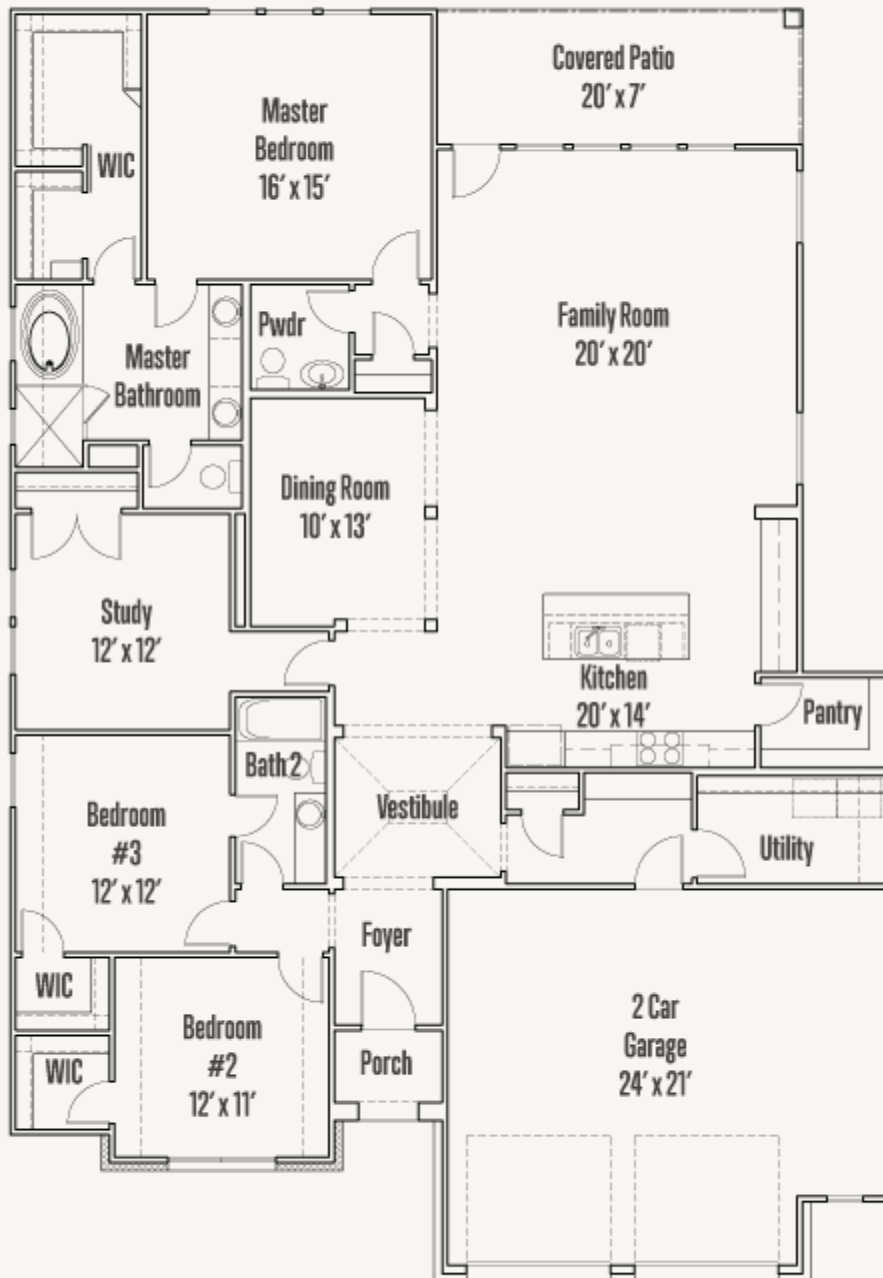 Covered Patio
20' x 7'
Master
Bedroom
16' x 15'
WIC
Pwdr
Family Room
20' x 20'
Master
Bathroom
Dining Room
10' x 13'
Study
12' x 12'
Kitchen
20' x 14'
Pantry
Bath 2
Vestibule
Bedroom
#3
12' x 12'
Utility
Foyer
WIC
2 Car
Garage
24' x 21'
Bedroom
#2
12' x 11'
Porch
WIC